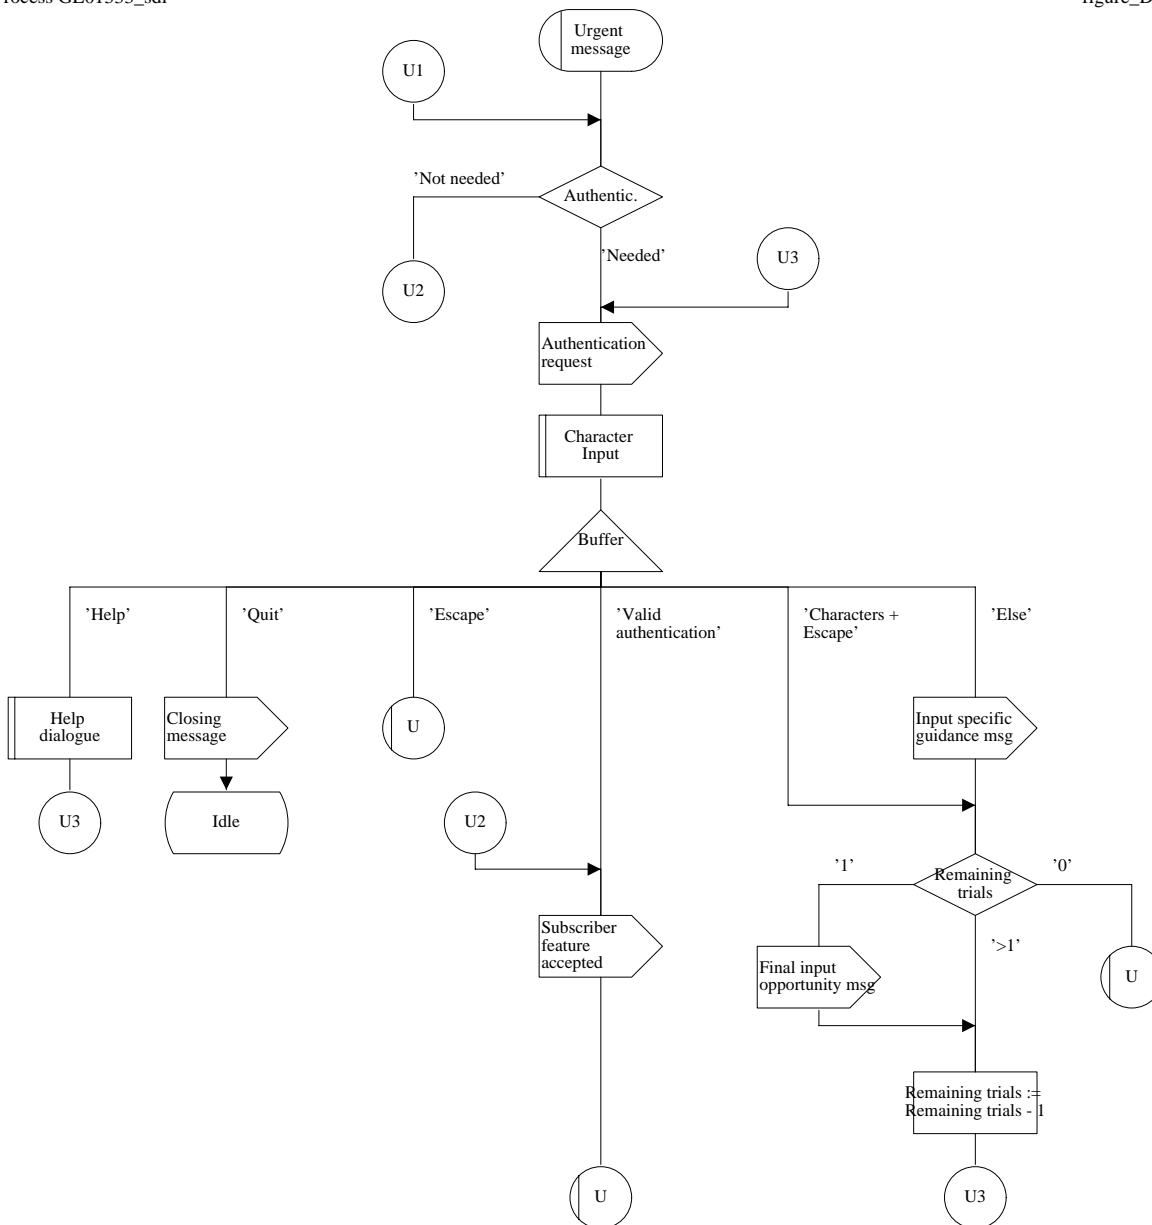 Urgent
message
U1
'Not needed'
Authentic.
'Needed'
U3
U2
Authentication
request
Character
Input
Buffer
'Help'
'Quit'
'Escape'
'Valid
authentication'
'Characters +
Escape'
'Else'
Help
dialogue
Closing
message
U
Input specific
guidance msg
U3
Idle
U2
'1'
Remaining
trials
'0'
Subscriber
feature
accepted
'>1'
Final input
opportunity msg
U
Remaining trials :=
Remaining trials - 1
U
U3